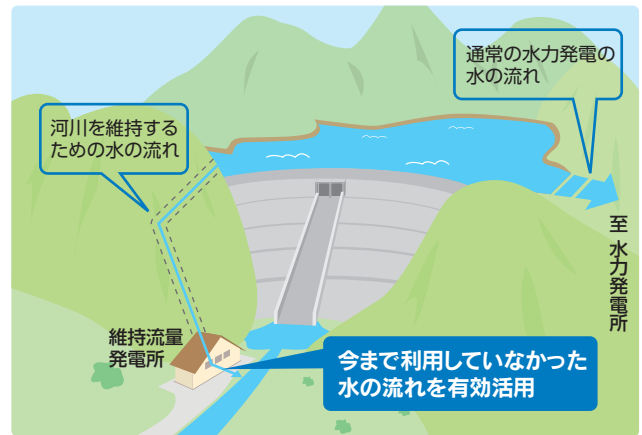 通常の水力発電の
水の流れ
河川を維持する
ための水の流れ
至 水力発電所
維持流量
発電所
今まで利用していなかった
水の流れを有効活用